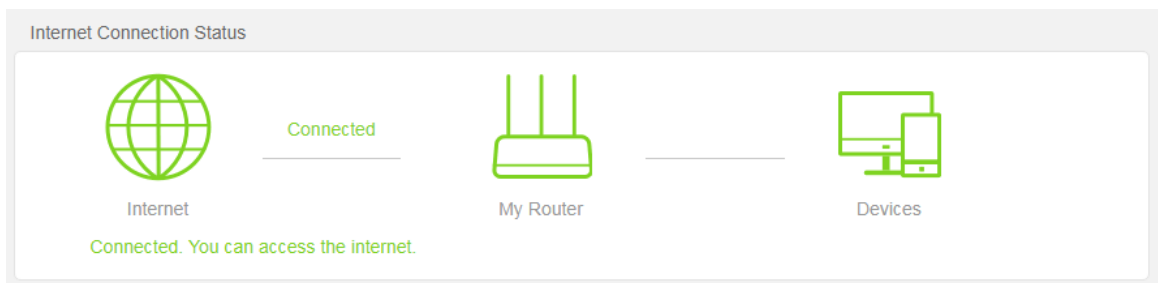 Internet Connection Status
Connected
Internet
My Router
Devices
Connected. You can access the internet.